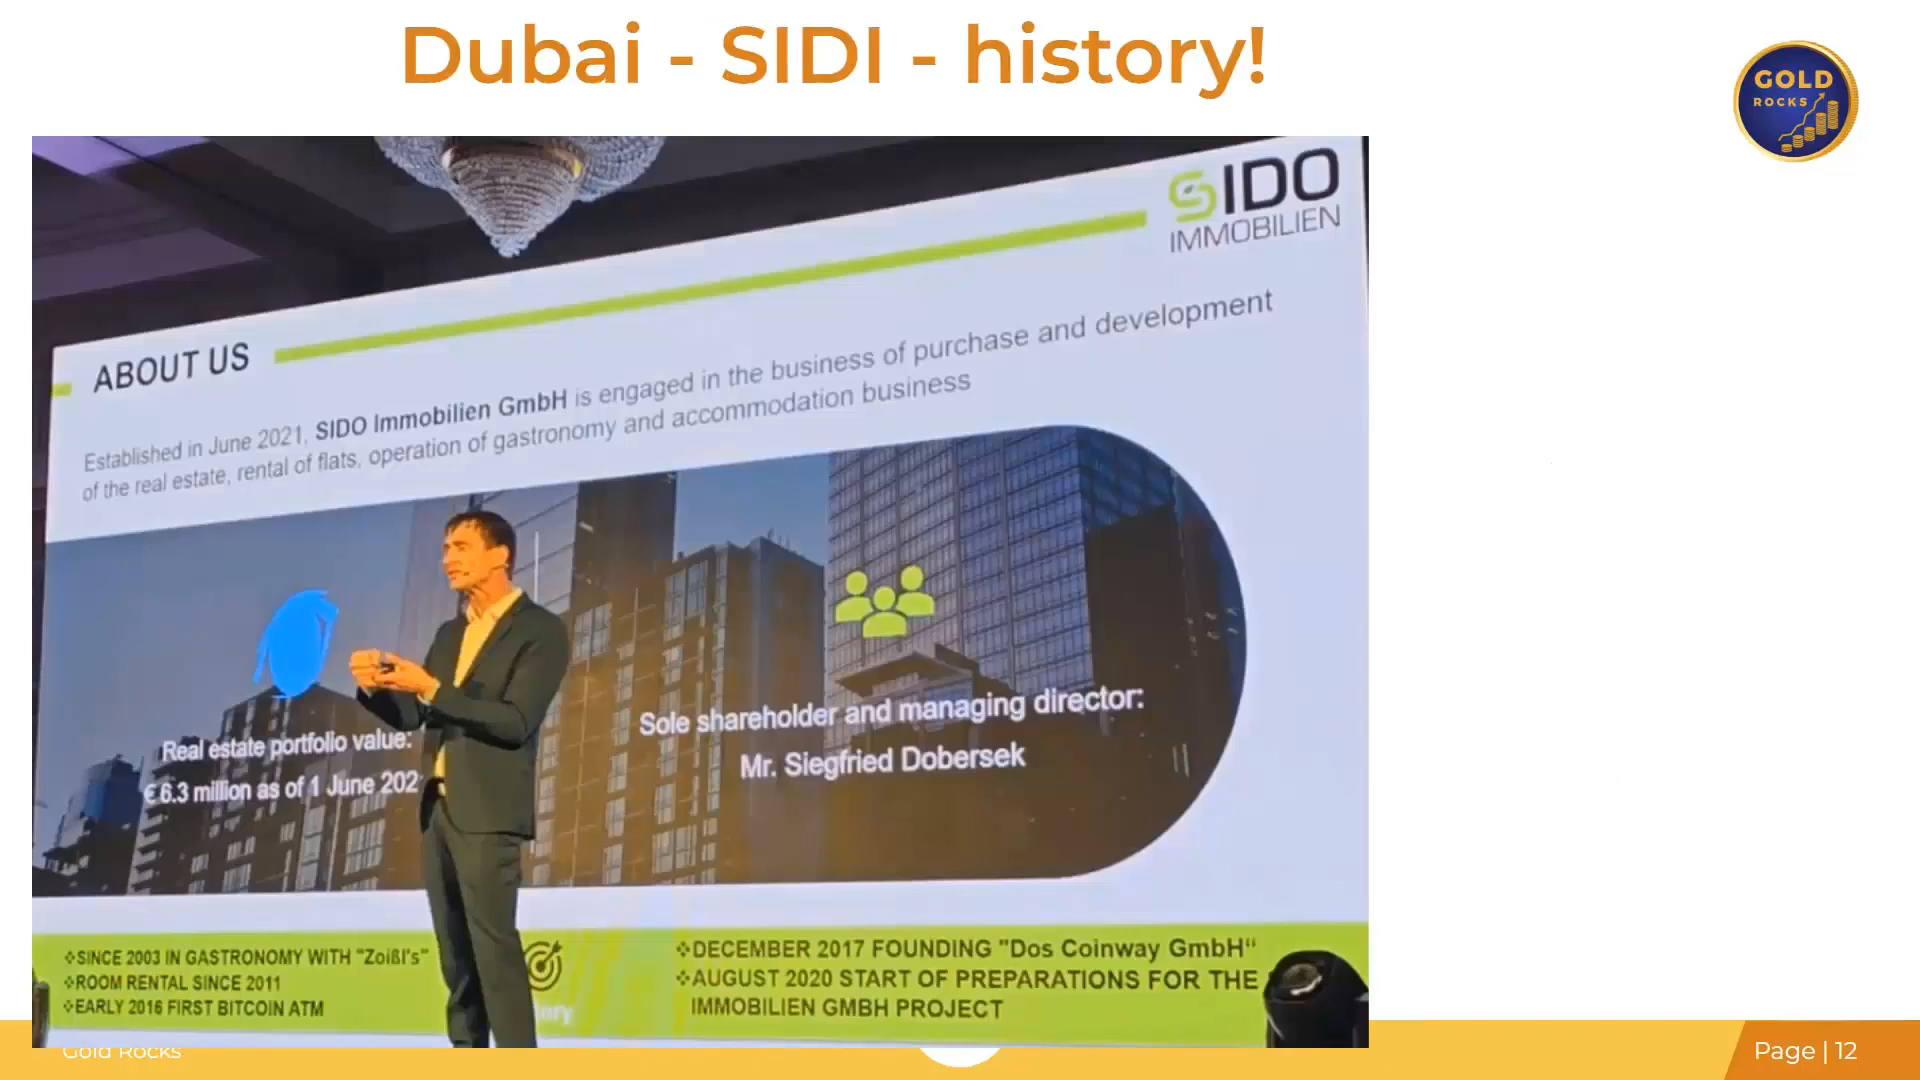 Dubai - SIDI - history!
GOLD
ROCKS
SIDO
IMMOBILIEN
ABOUT US
Established in June 2021, SIDO Immobilien GmbH is engaged in the business of purchase and development
of the real estate, rental of flats, operation of gastronomy and accommodation business
Real estate portfolio value:
€ 6.3 million as of 1 June 202
Sole shareholder and managing director:
Mr. Siegfried Dobersek
❖SINCE 2003 IN GASTRONOMY WITH "Zoißl's"
❖ROOM RENTAL SINCE 2011
❖EARLY 2016 FIRST BITCOIN ATM
❖DECEMBER 2017 FOUNDING "Dos Coinway GmbH“
❖AUGUST 2020 START OF PREPARATIONS FOR THE
IMMOBILIEN GMBH PROJECT
Gold Rocks
Page | 12